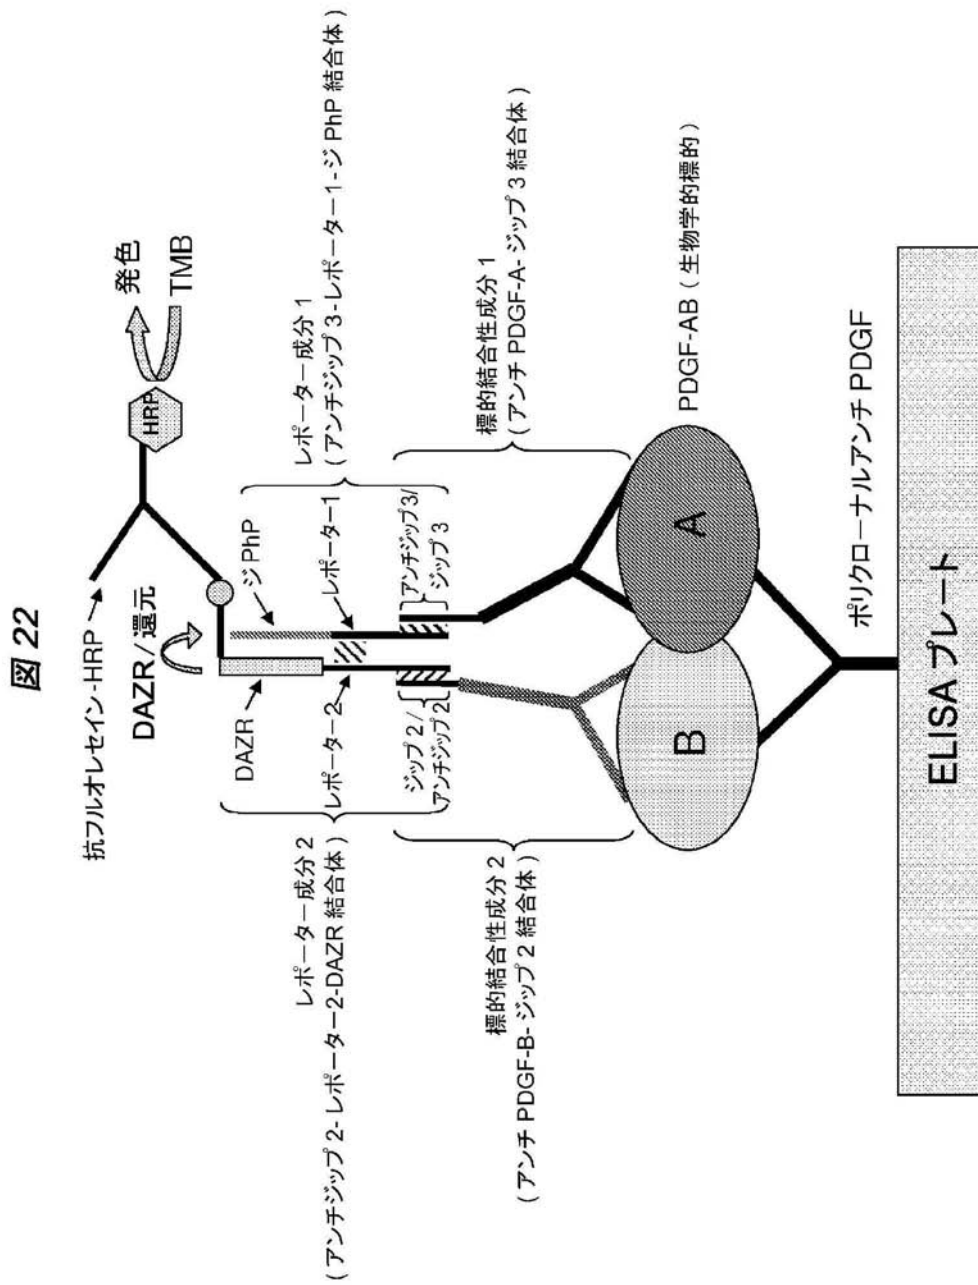 図 22
抗フルオレセイン-HRP
DAZR/還元
HRP
発色
TMB
DAZR
ジ PhP
レポーター2
レポーター1
ジップ 2 /
アンチジップ 2
アンチジップ 3/
ジップ 3
レポーター成分 2
( アンチジップ 2- レポーター 2-DAZR 結合体 )
レポーター成分 1
( アンチジップ 3-レポーター 1-ジ PhP 結合体 )
標的結合性成分 2
( アンチ PDGF-B- ジップ 2 結合体 )
標的結合性成分 1
( アンチ PDGF-A- ジップ 3 結合体 )
B
A
PDGF-AB ( 生物学的標的 )
ポリクローナルアンチ PDGF
ELISA プレート